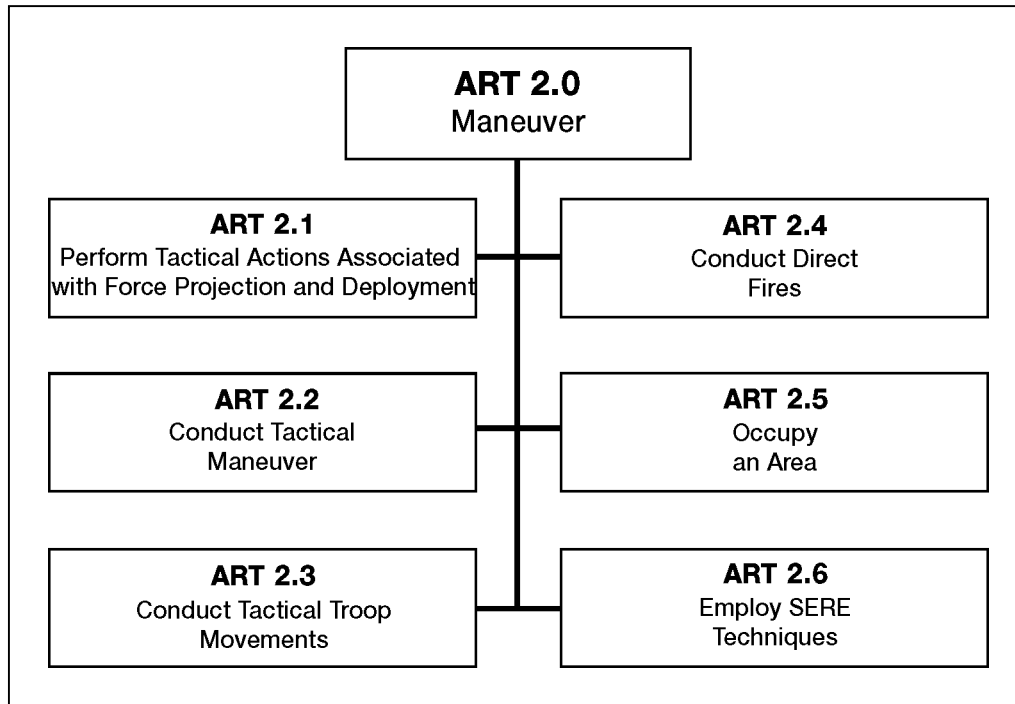 ART 2.0
Maneuver
ART 2.1
Perform Tactical Actions Associated
with Force Projection and Deployment
ART 2.2
Conduct Tactical
Maneuver
ART 2.3
Conduct Tactical Troop
Movements
ART 2.4
Conduct Direct
Fires
ART 2.5
Occupy
an Area
ART 2.6
Employ SERE
Techniques